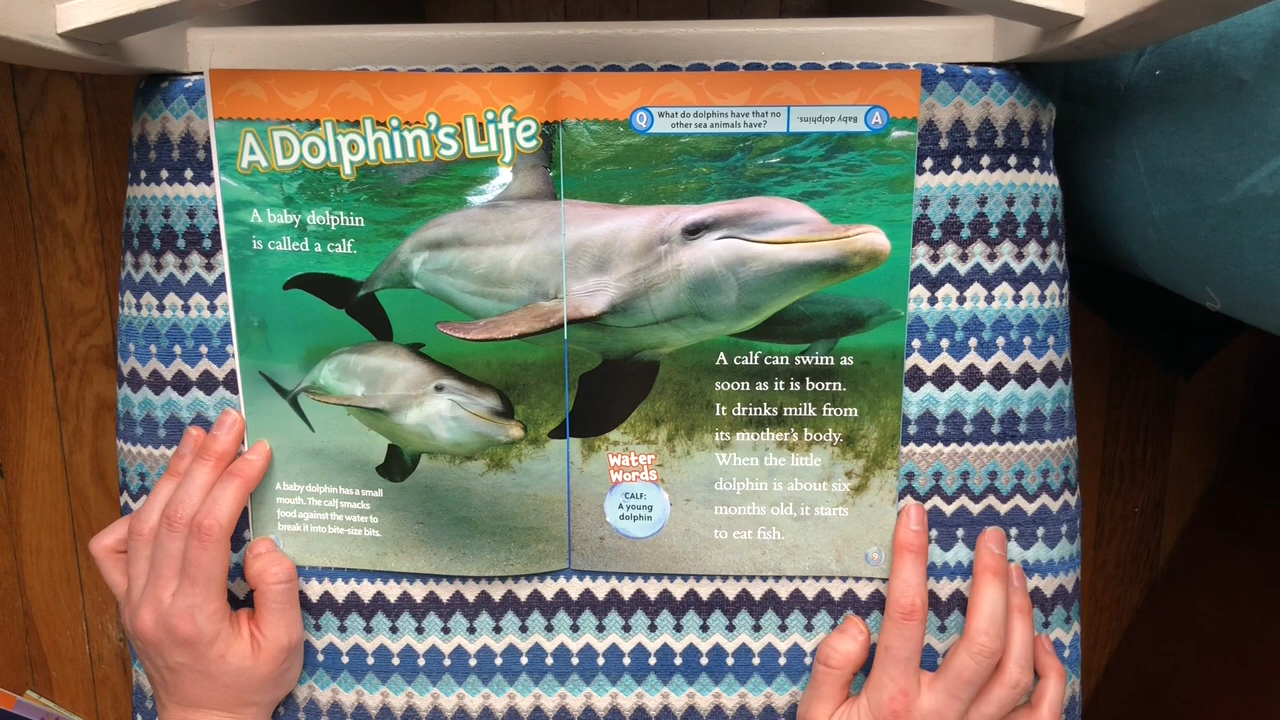 A Dolphin's Life
A baby dolphin
is called a calf.
A baby dolphin has a small
mouth. The calf smacks
food against the water to
break it into bite-size bits.
Q
What do dolphins have that no
other sea animals have?
Baby dolphins.
A
A calf can swim as
soon as it is born.
It drinks milk from
its mother's body.
When the little
dolphin is about six
months old, it starts
to eat fish.
Water
Words
CALF:
A young
dolphin
9